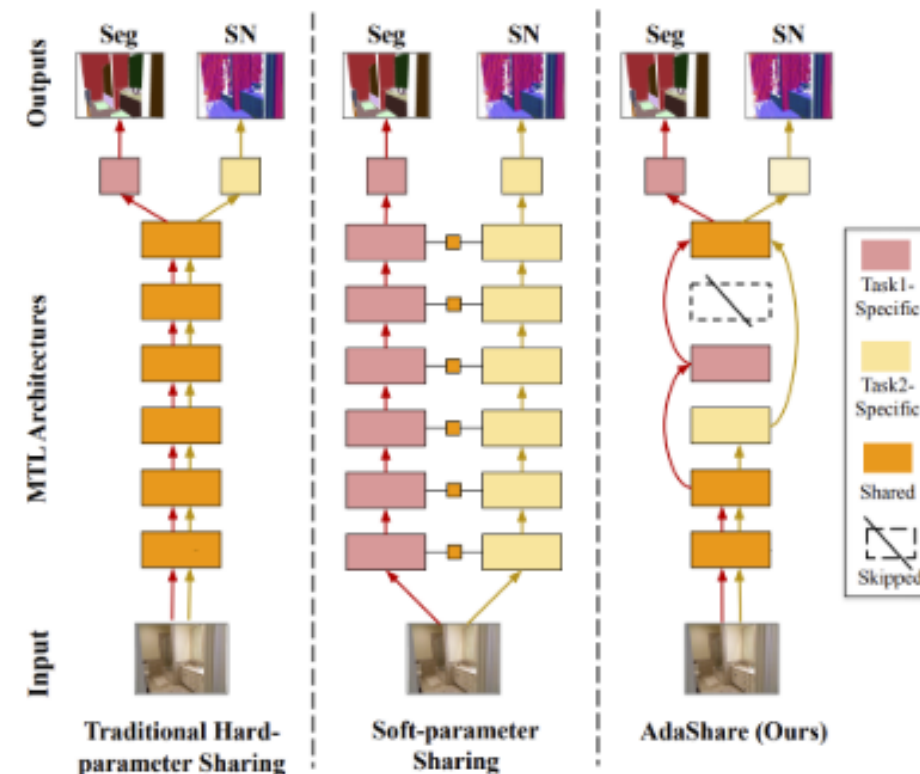 Seg
SN
Seg
SN
Seg
SN
Outputs
MTL Architectures
Input
Task1-
Specific
Task2-
Specific
Shared
Skipped
Traditional Hard-
parameter Sharing
Soft-parameter
Sharing
AdaShare (Ours)